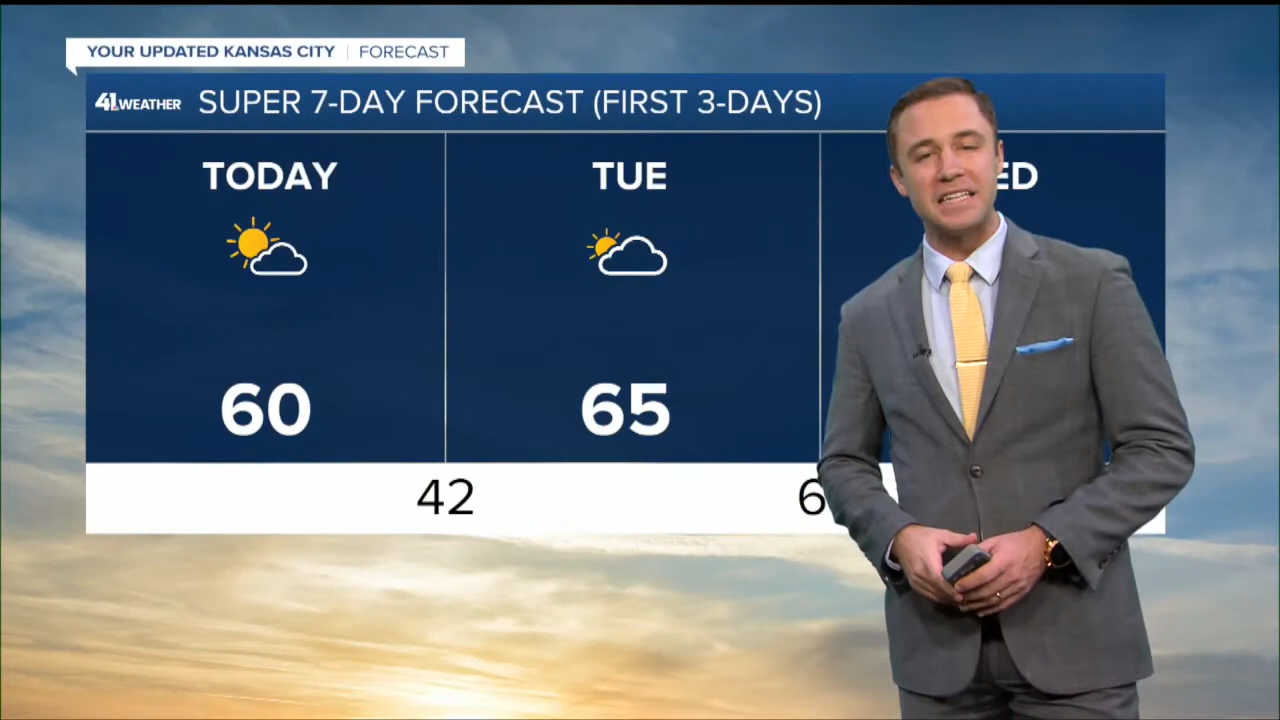 YOUR UPDATED KANSAS CITY | FORECAST
41 WEATHER SUPER 7-DAY FORECAST (FIRST 3-DAYS)
TODAY TUE
60 65
42